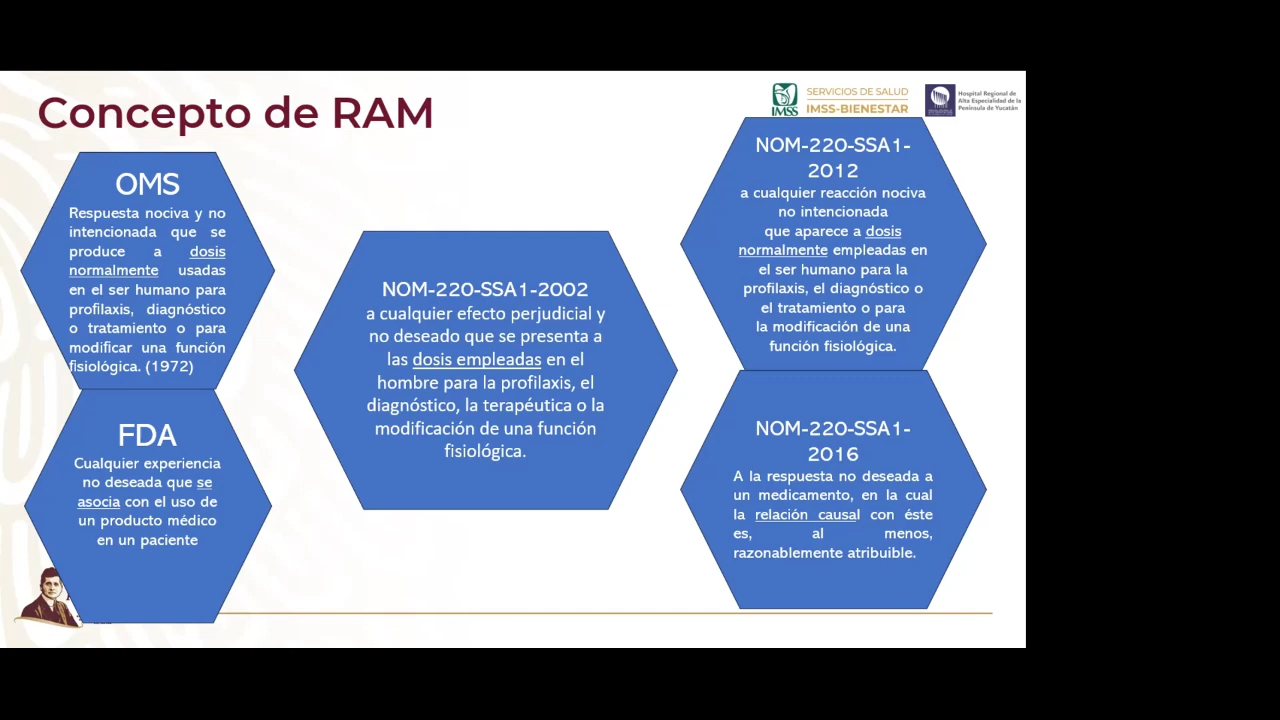 Concepto de RAM
IMSS
SERVICIOS DE SALUD
IMSS-BIENESTAR
Hospital Regional de
Alta Especialidad de la
Península de Yucatán
OMS
Respuesta nociva y no
intencionada que se
produce a dosis
normalmente usadas
en el ser humano para
profilaxis, diagnóstico
o tratamiento o para
modificar una función
fisiológica. (1972)
FDA
Cualquier experiencia
no deseada que se
asocia con el uso de
un producto médico
en un paciente
NOM-220-SSA1-2002
a cualquier efecto perjudicial y
no deseado que se presenta a
las dosis empleadas en el
hombre para la profilaxis, el
diagnóstico, la terapéutica o la
modificación de una función
fisiológica.
NOM-220-SSA1-
2012
a cualquier reacción nociva
no intencionada
que aparece a dosis
normalmente empleadas en
el ser humano para la
profilaxis, el diagnóstico o
el tratamiento o para
la modificación de una
función fisiológica.
NOM-220-SSA1-
2016
A la respuesta no deseada a
un medicamento, en la cual
la relación causal con éste
es, al menos,
razonablemente atribuible.